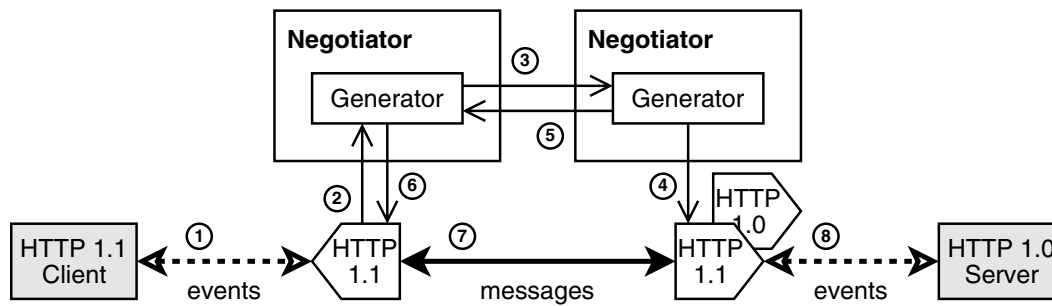 Negotiator
Negotiator
3
Generator
Generator
5
2
6
4
HTTP
1.0
HTTP 1.1
Client
1
events
HTTP
1.1
7
messages
HTTP
1.1
8
events
HTTP 1.0
Server